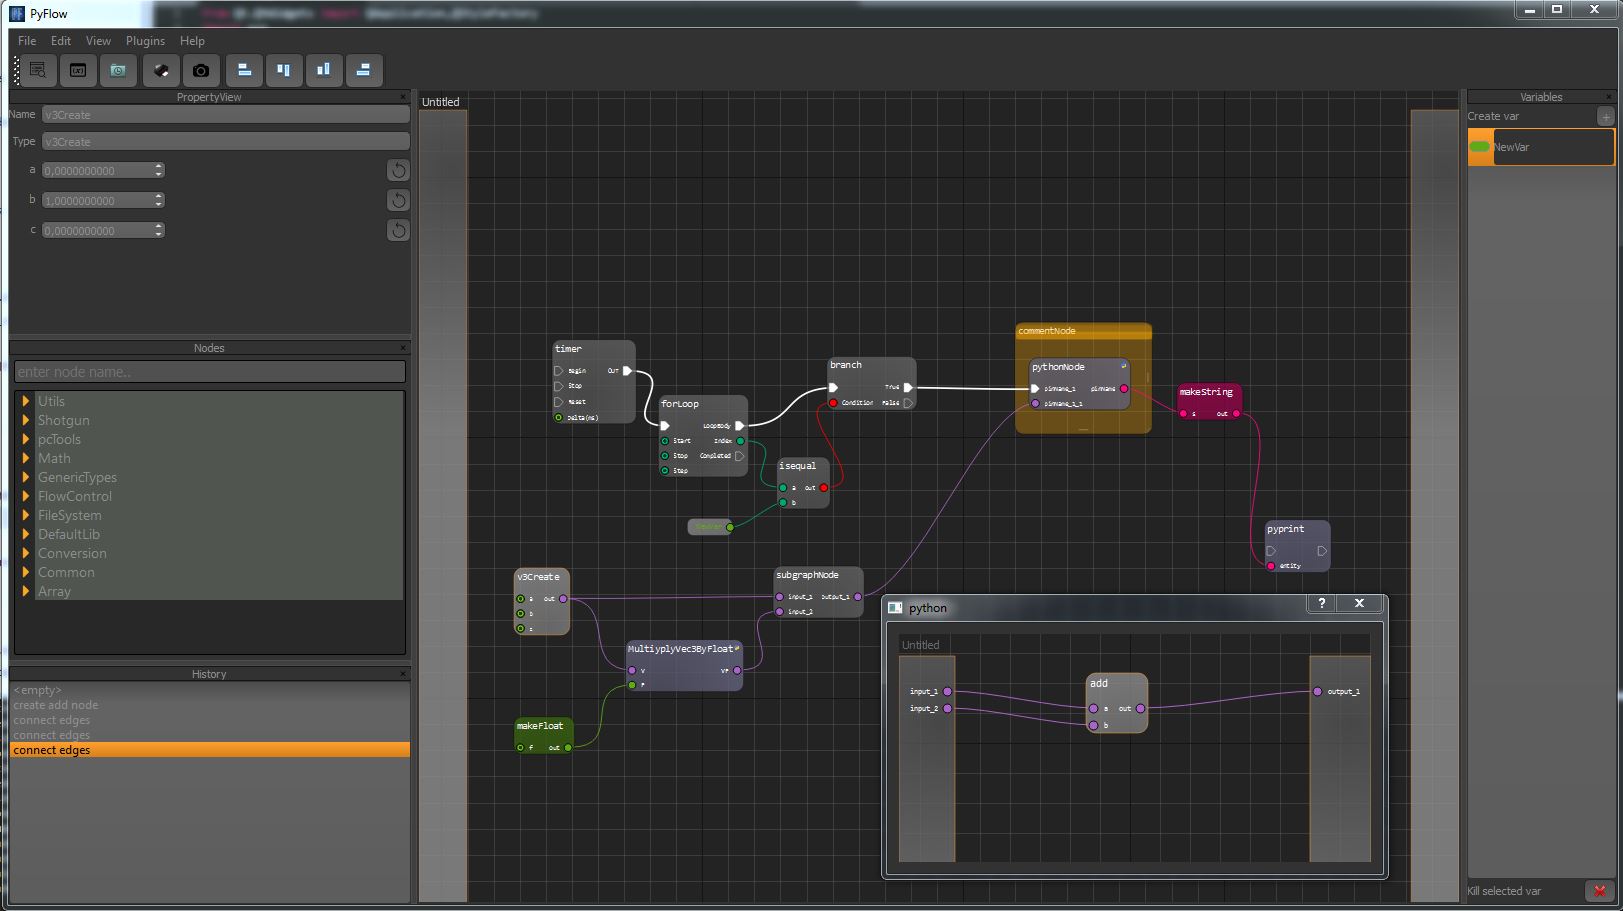 PyFlow
File Edit View Plugins Help
PropertyView
Name v3Create
Type v3Create
a 0,0000000000
b 1,0000000000
c 0,0000000000
Nodes
enter node name..
Utils
Shotgun
pcTools
Math
GenericTypes
FlowControl
FileSystem
DefaultLib
Conversion
Common
Array
History
<empty>
create add node
connect edges
connect edges
connect edges
Untitled
timer
Begin OUT
Stop
Reset
Delta(ms)
forLoop
LoopBody
Start Index
Stop Completed
Step
branch
True
Condition False
isequal
a out
b
NewVar
commentNode
pythonNode
pinName_1 pinName
pinName_1_1
makeString
s out
pyprint
entity
v3Create
a out
b
c
subgraphNode
input_1 output_1
input_2
MultiyplyVec3ByFloat
V VF
F
makeFloat
f out
python
Untitled
input_1
input_2
add
a out
b
output_1
Variables
Create var
NewVar
Kill selected var